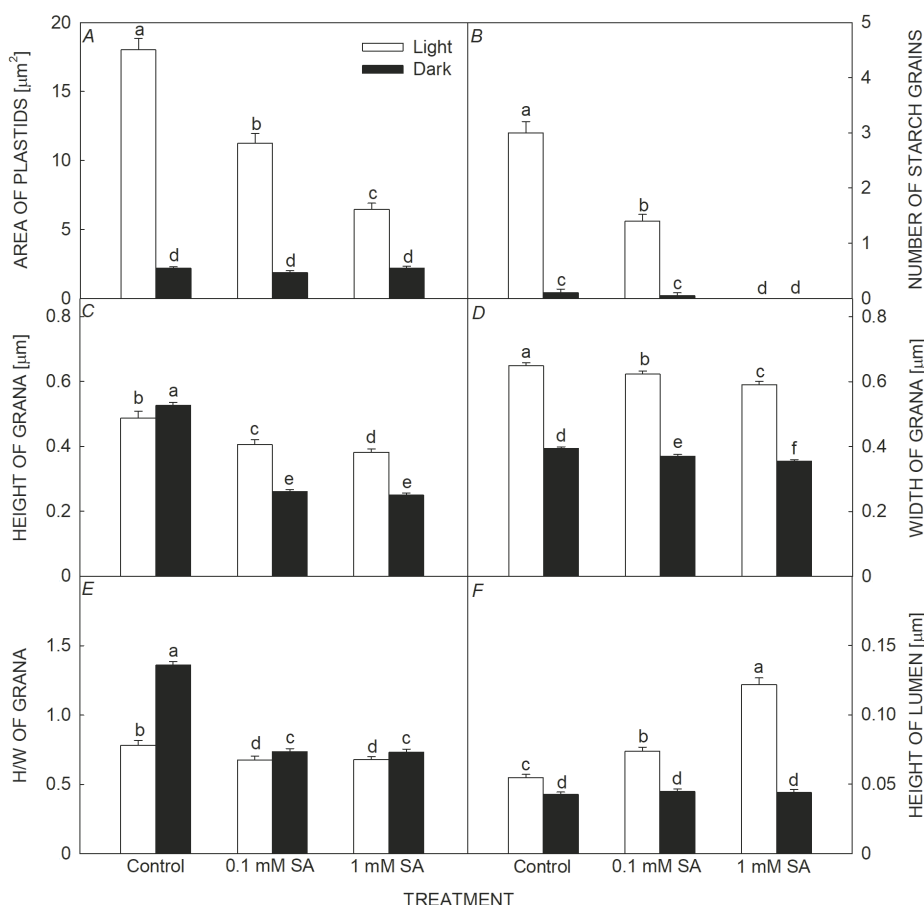 A
B
Light
Dark
AREA OF PLASTIDS [μm²]
20
15
10
5
0
a
b
c
d
d
d
NUMBER OF STARCH GRAINS
5
4
3
2
1
0
a
b
c
c
d
d
C
HEIGHT OF GRANA [μm]
0.8
0.6
0.4
0.2
0
b
a
c
e
d
e
D
WIDTH OF GRANA [μm]
0.8
0.6
0.4
0.2
0
a
d
b
e
c
f
E
H/W OF GRANA
1.5
1.0
0.5
0
b
a
d
c
d
c
F
HEIGHT OF LUMEN [μm]
0.15
0.10
0.05
0
c
d
b
d
a
d
Control
0.1 mM SA
1 mM SA
Control
0.1 mM SA
1 mM SA
TREATMENT